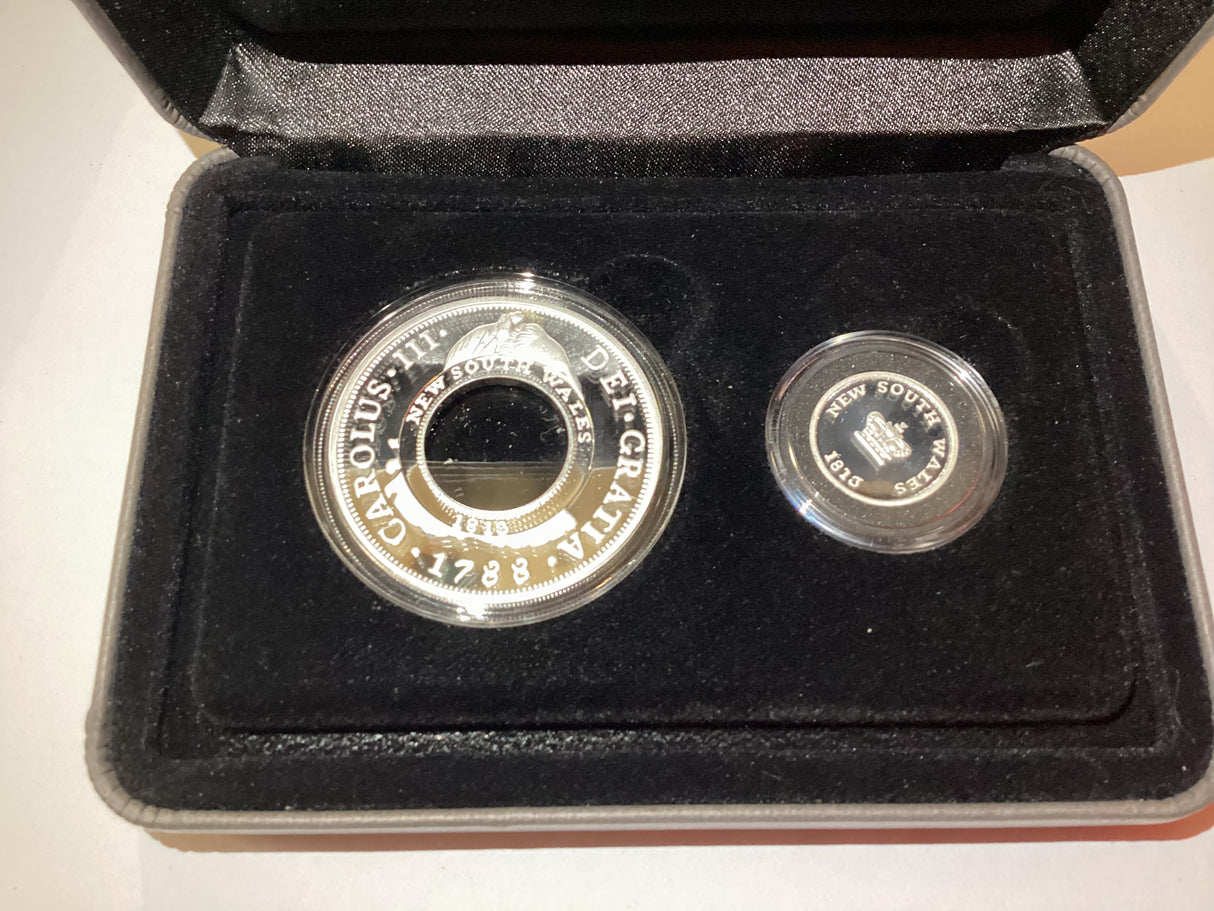 CAROLUS·III· DEI·GRATIA
·1788·
NEW SOUTH WALES
1813
NEW SOUTH WALES
1813